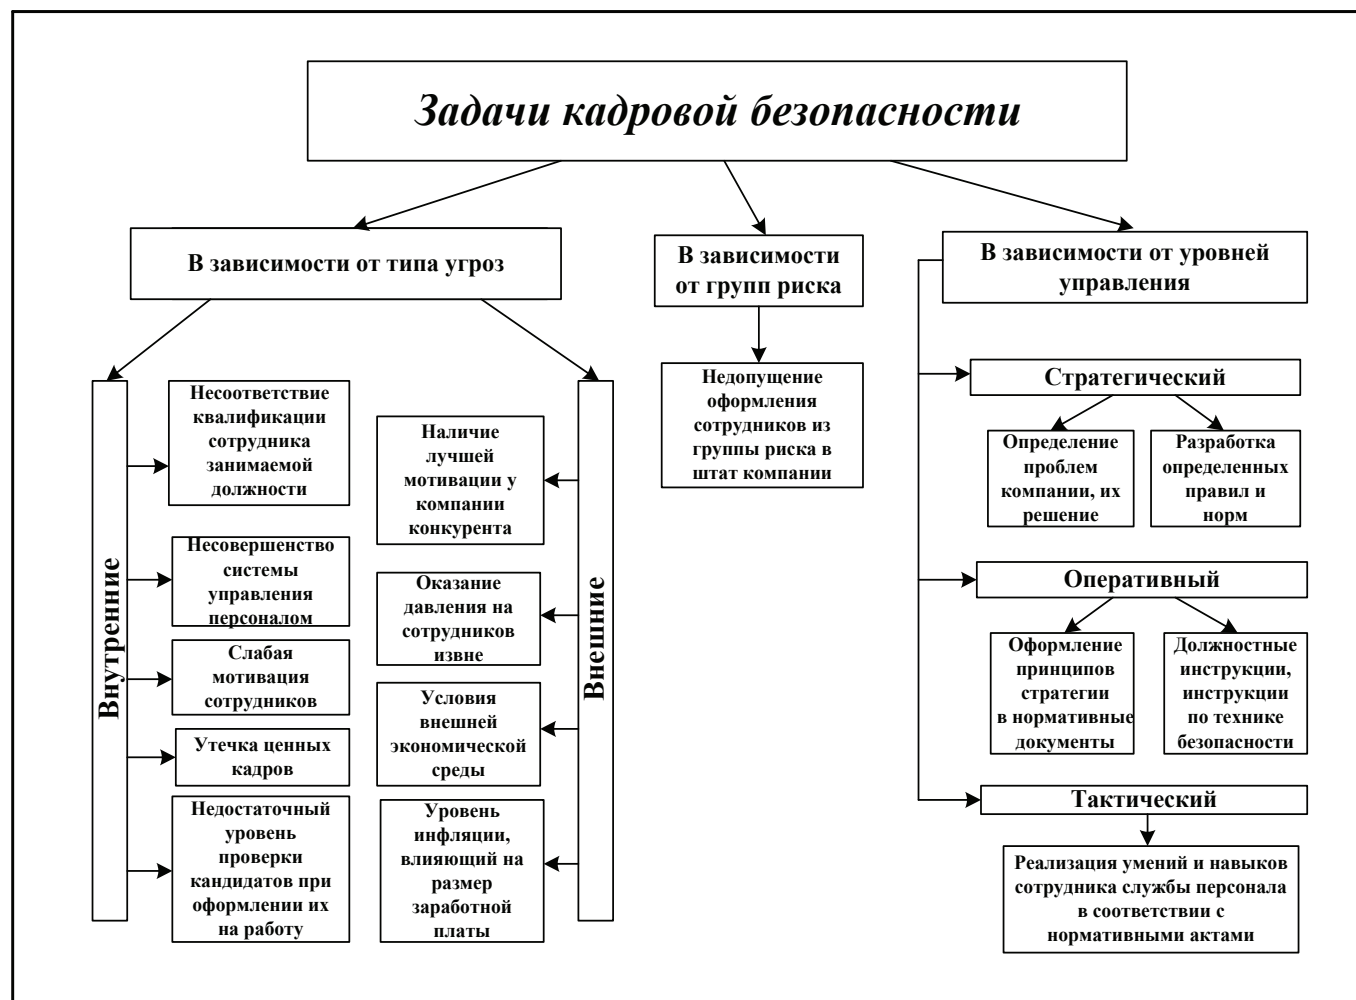 Задачи кадровой безопасности
В зависимости от типа угроз
В зависимости
от групп риска
В зависимости от уровней
управления
Внутренние
Несоответствие
квалификации
сотрудника
занимаемой
должности
Несовершенство
системы
управления
персоналом
Слабая
мотивация
сотрудников
Утечка ценных
кадров
Недостаточный
уровень
проверки
кандидатов при
оформлении их
на работу
Внешние
Наличие
лучшей
мотивации у
компании
конкурента
Оказание
давления на
сотрудников
извне
Условия
внешней
экономической
среды
Уровень
инфляции,
влияющий на
размер
заработной
платы
Недопущение
оформления
сотрудников из
группы риска в
штат компании
Стратегический
Определение
проблем
компании, их
решение
Разработка
определенных
правил и
норм
Оперативный
Оформление
принципов
стратегии
в нормативные
документы
Должностные
инструкции,
инструкции
по технике
безопасности
Тактический
Реализация умений и навыков
сотрудника службы персонала
в соответствии с
нормативными актами